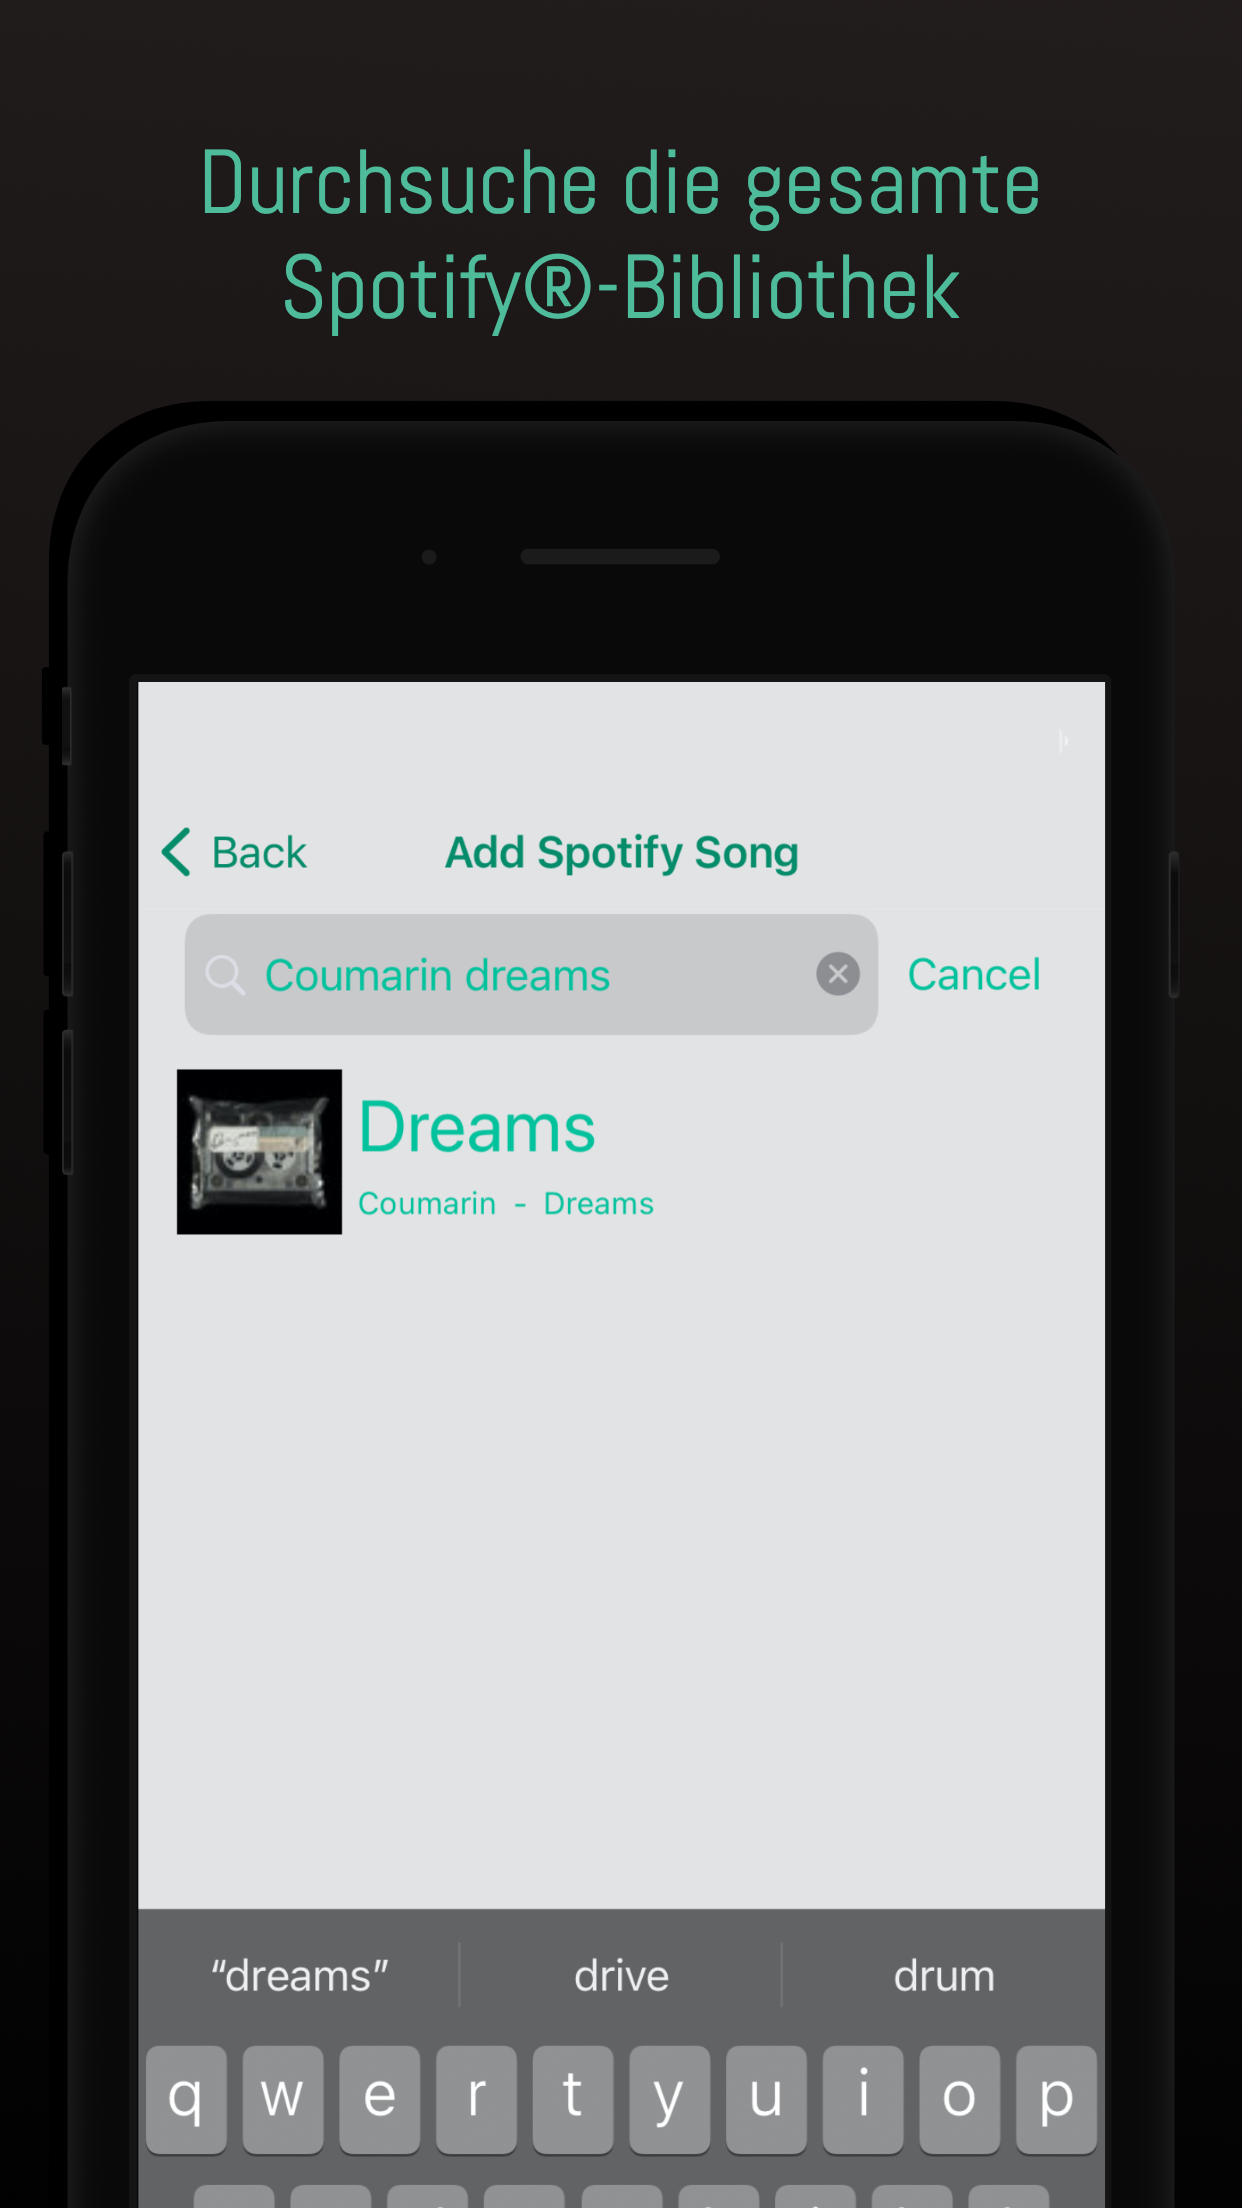 Durchsuche die gesamte
Spotify®-Bibliothek
Back
Add Spotify Song
Coumarin dreams
Cancel
Dreams
Coumarin - Dreams
“dreams”
drive
drum
q w e r t y u i o p